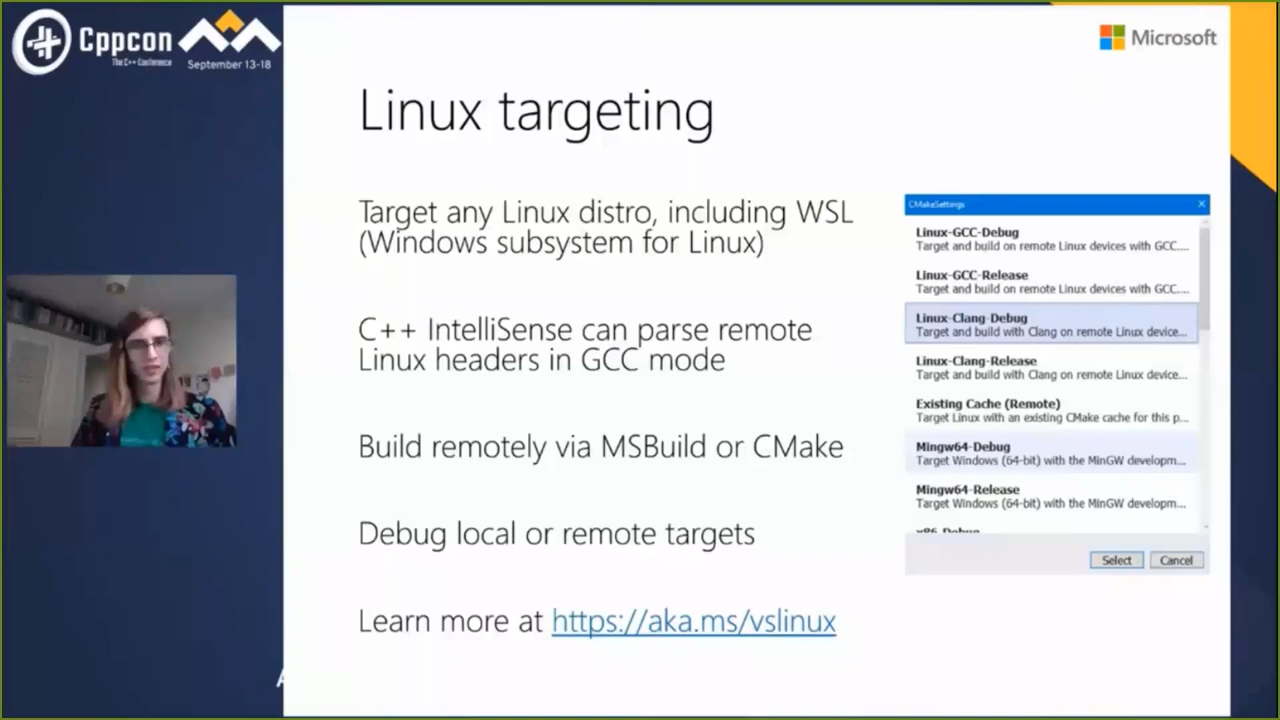 Cppcon
The C++ Conference
September 13-18
Microsoft
Linux targeting
Target any Linux distro, including WSL
(Windows subsystem for Linux)
C++ IntelliSense can parse remote
Linux headers in GCC mode
Build remotely via MSBuild or CMake
Debug local or remote targets
Learn more at https://aka.ms/vslinux
CMakeSettings
Linux-GCC-Debug
Target and build on remote Linux devices with GCC....
Linux-GCC-Release
Target and build on remote Linux devices with GCC....
Linux-Clang-Debug
Target and build with Clang on remote Linux device...
Linux-Clang-Release
Target and build with Clang on remote Linux device...
Existing Cache (Remote)
Target Linux with an existing CMake cache for this p...
Mingw64-Debug
Target Windows (64-bit) with the MinGW developm...
Mingw64-Release
Target Windows (64-bit) with the MinGW developm...
x86-Debug
Select Cancel
A